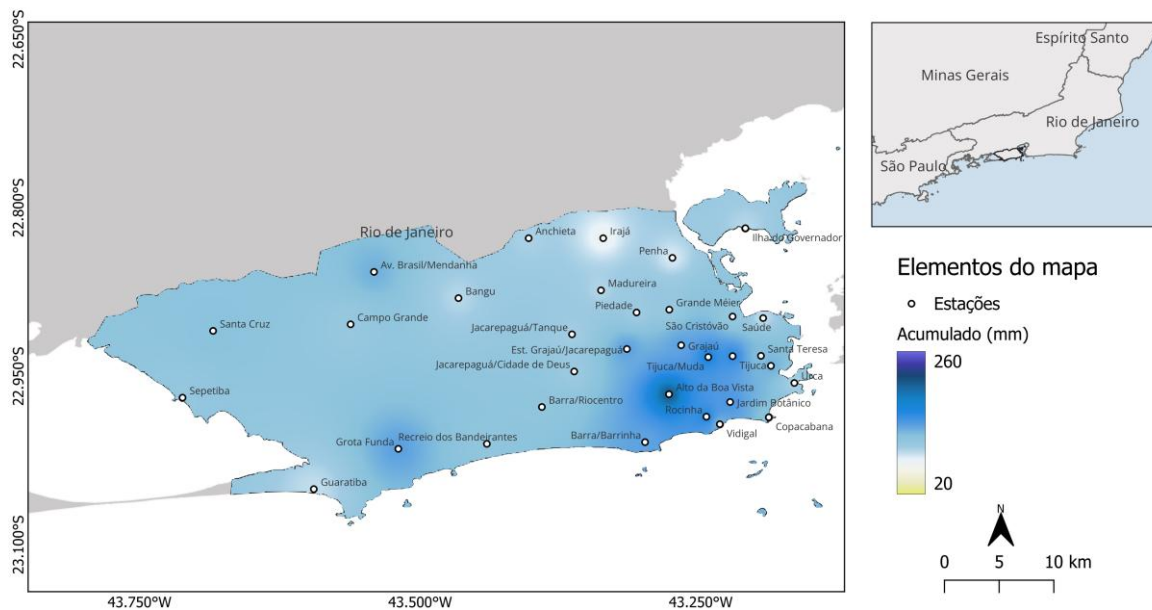 22.650°S
22.800°S
22.950°S
23.100°S
43.750°W
43.500°W
43.250°W
Rio de Janeiro
Anchieta
Irajá
Ilha do Governador
Penha
Av. Brasil/Mendanha
Bangu
Madureira
Piedade
Grande Méier
Santa Cruz
Campo Grande
Jacarepaguá/Tanque
São Cristóvão
Saúde
Est. Grajaú/Jacarepaguá
Grajaú
Santa Teresa
Jacarepaguá/Cidade de Deus
Tijuca/Muda
Tijuca
Urca
Sepetiba
Alto da Boa Vista
Barra/Riocentro
Jardim Botânico
Rocinha
Copacabana
Vidigal
Grota Funda
Recreio dos Bandeirantes
Barra/Barrinha
Guaratiba
Espírito Santo
Minas Gerais
Rio de Janeiro
São Paulo
Elementos do mapa
Estações
Acumulado (mm)
260
20
N
0 5 10 km